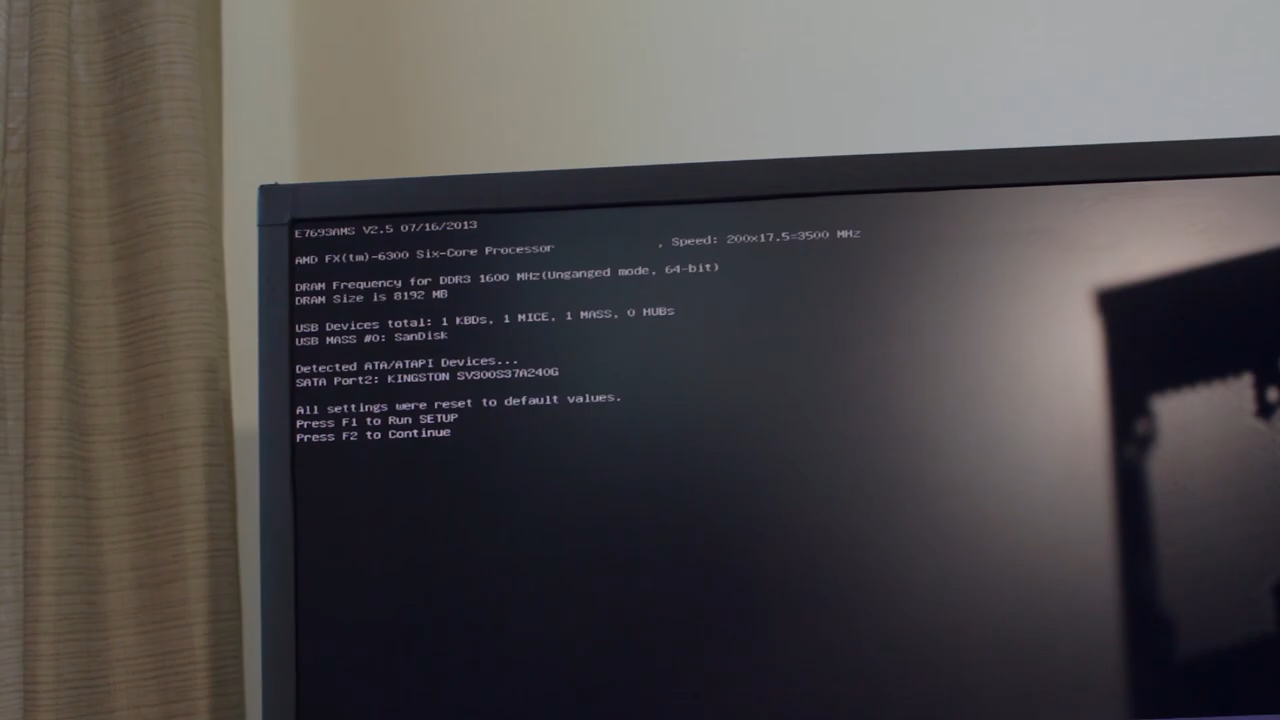 E7693AMS V2.5 07/16/2013
AMD FX(tm)-6300 Six-Core Processor , Speed: 200x17.5=3500 MHz
DRAM Frequency for DDR3 1600 MHz(Unganged mode, 64-bit)
DRAM Size is 8192 MB
USB Devices total: 1 KBDs, 1 MICE, 1 MASS, 0 HUBs
USB MASS #0: SanDisk
Detected ATA/ATAPI Devices...
SATA Port2: KINGSTON SV300S37A240G
All settings were reset to default values.
Press F1 to Run SETUP
Press F2 to Continue